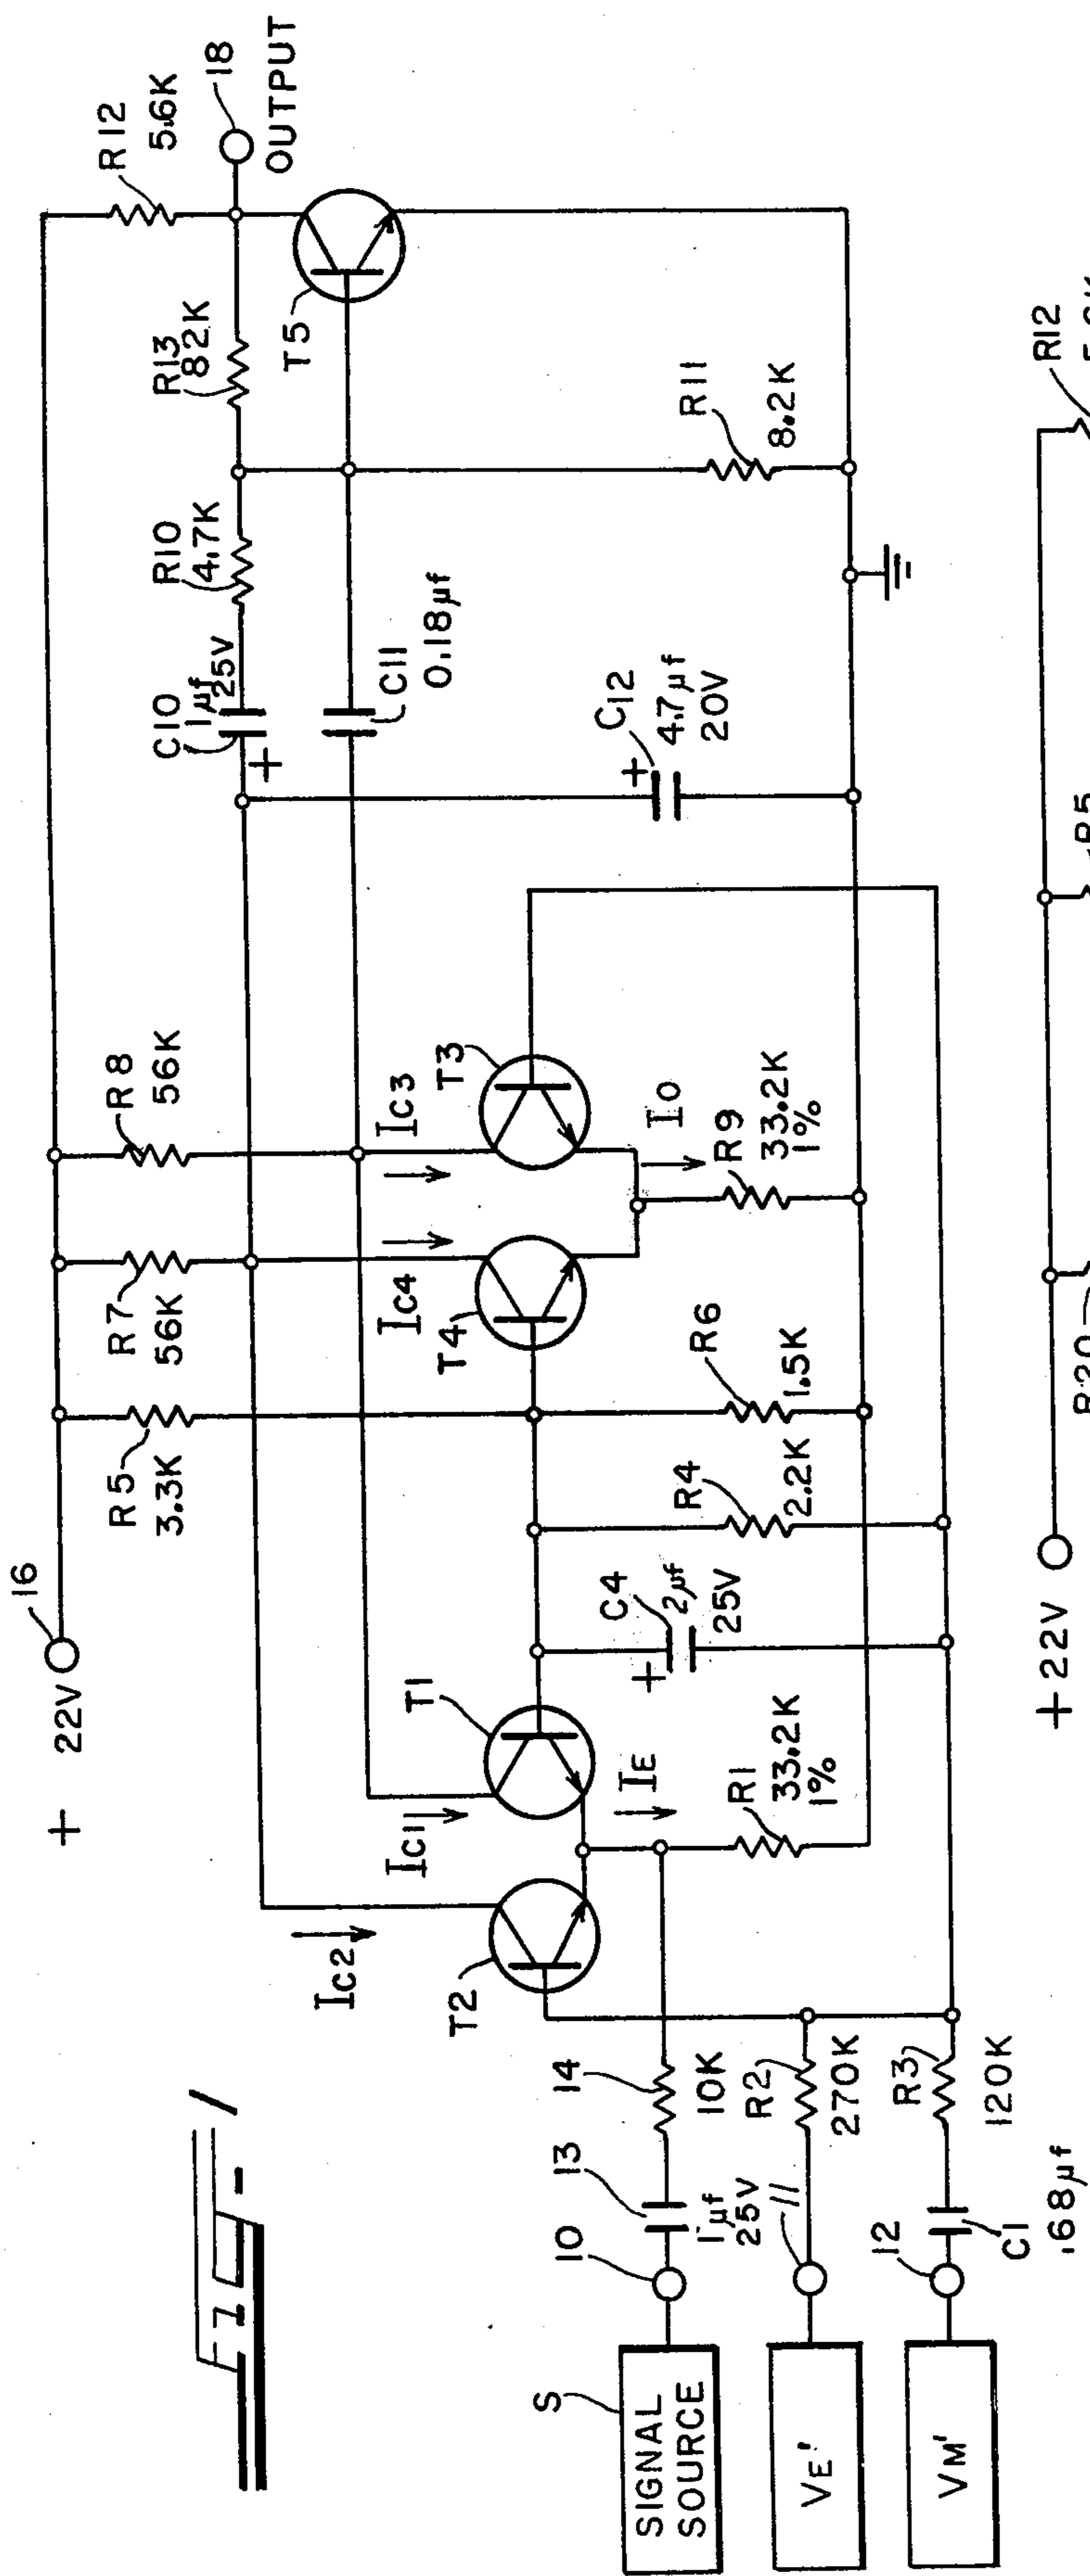 Fig-1
+ 22V
16
R5
3.3K
R7
56K
R8
56K
R12
5.6K
18
OUTPUT
C10
1µf
25V
+
R10
4.7K
R13
82K
T5
C11
0.18µf
R11
8.2K
C12
+
4.7µf
20V
IC2
IC1
IC4
IC3
T2
T1
T4
T3
IE
IO
R1
33.2K
1%
C4
+
2µf
25V
R4
2.2K
R6
1.5K
R9
33.2K
1%
S
SIGNAL
SOURCE
10
13
1µf
25V
14
10K
VE'
11
R2
270K
VM'
12
C1
.168µf
R3
120K
+22V
R20
R5
R12